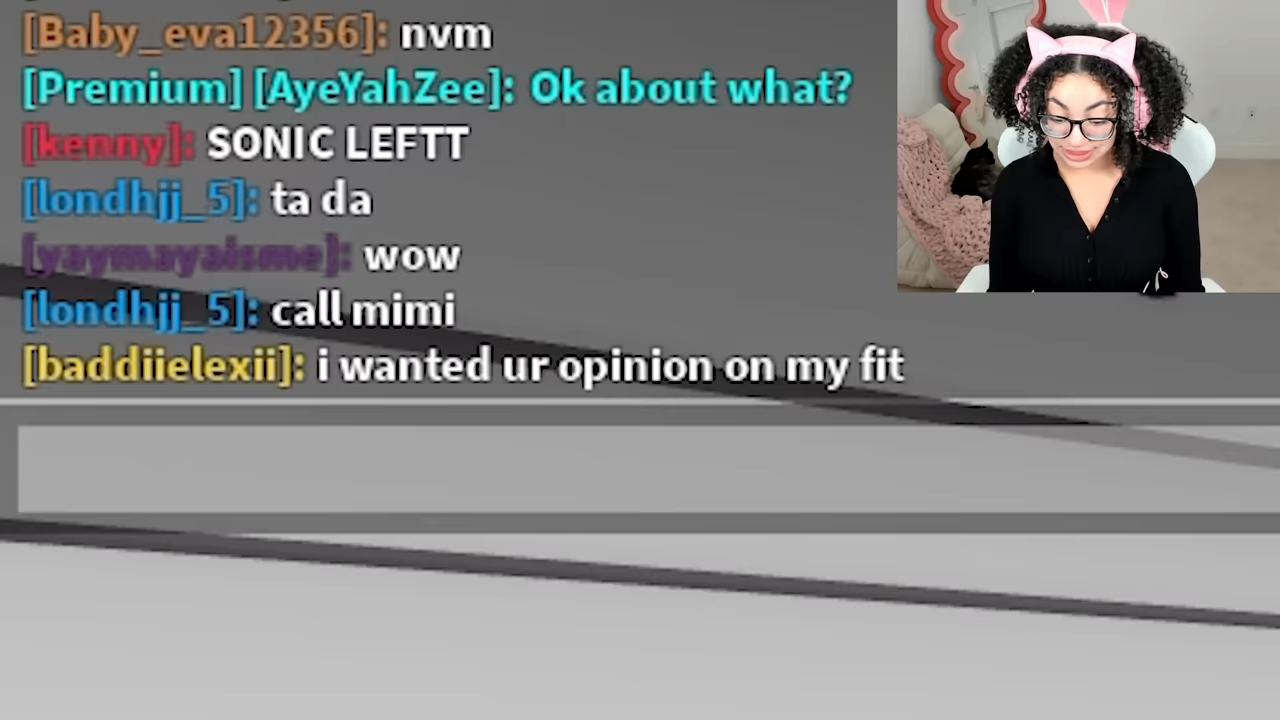 [Baby_eva12356]: nvm
[Premium] [AyeYahZee]: Ok about what?
[kenny]: SONIC LEFTT
[londhjj_5]: ta da
[yaymayaisme]: wow
[londhjj_5]: call mimi
[baddiielexii]: i wanted ur opinion on my fit